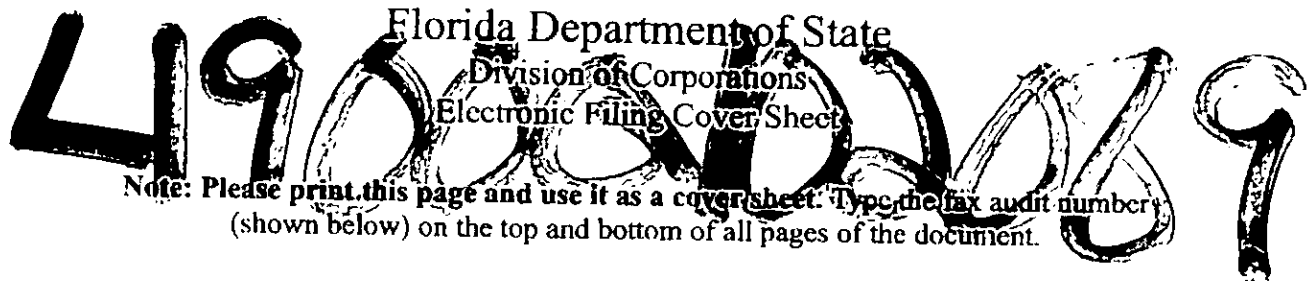 Florida Department of State
Division of Corporations
Electronic Filing Cover Sheet
L19000102089
Note: Please print this page and use it as a cover sheet. Type the fax audit number
(shown below) on the top and bottom of all pages of the document.